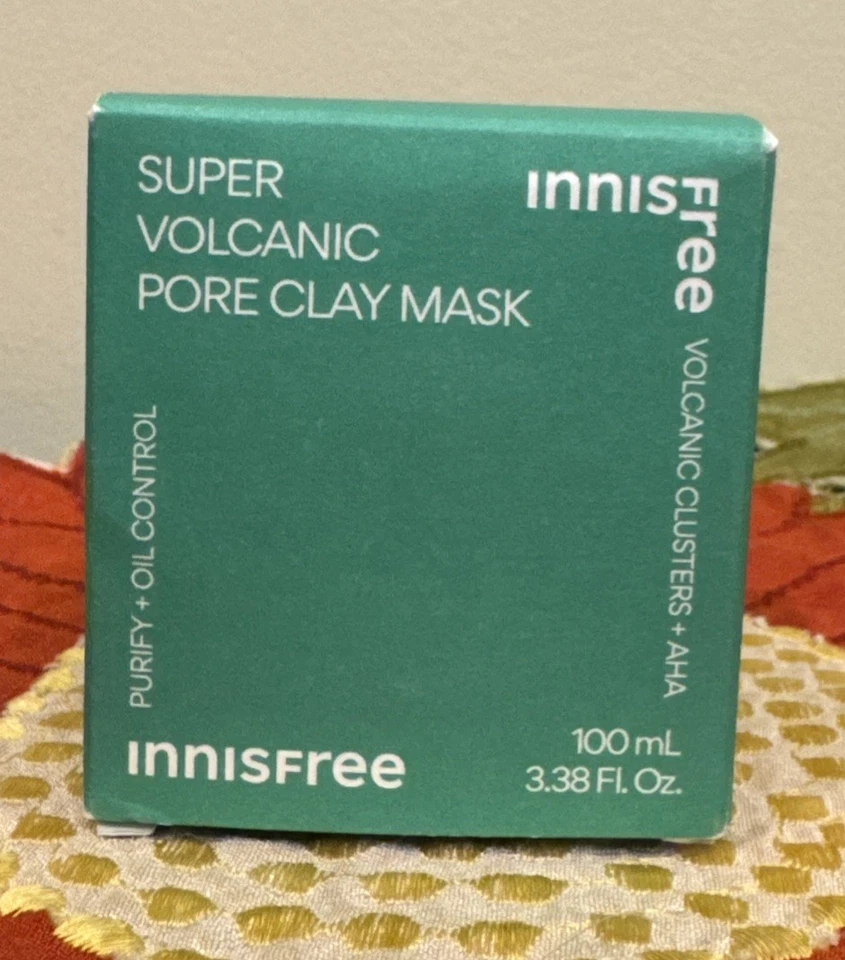 SUPER
VOLCANIC
PORE CLAY MASK
INNISFree
VOLCANIC CLUSTERS + AHA
PURIFY + OIL CONTROL
INNISFree
100 mL
3.38 Fl. Oz.